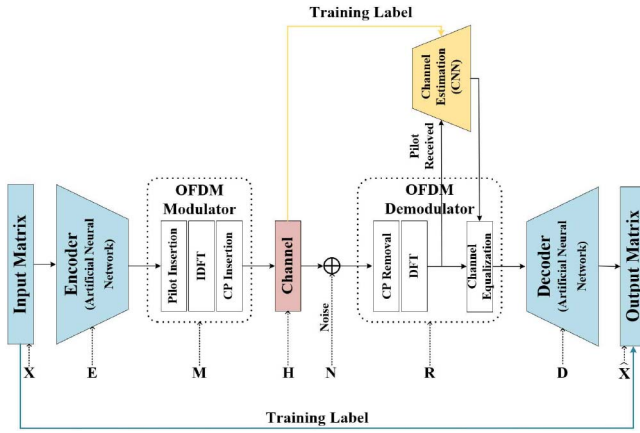 Training Label
Channel
Estimation
(CNN)
Pilot
Received
OFDM
Modulator
OFDM
Demodulator
Input Matrix
Encoder
(Artificial Neural
Network)
Pilot Insertion
IDFT
CP Insertion
Channel
Noise
CP Removal
DFT
Channel
Equalization
Decoder
(Artificial Neural
Network)
Output Matrix
X
E
M
H
N
R
D
X̂
Training Label